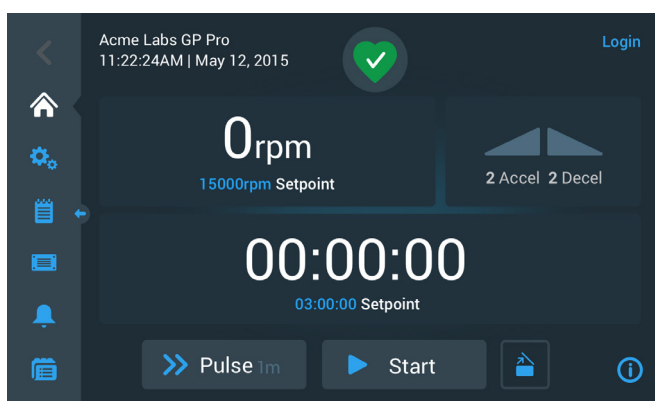 Acme Labs GP Pro
Login
11:22:24AM | May 12, 2015
0rpm
15000rpm Setpoint
2 Accel 2 Decel
00:00:00
03:00:00 Setpoint
Pulse 1m
Start